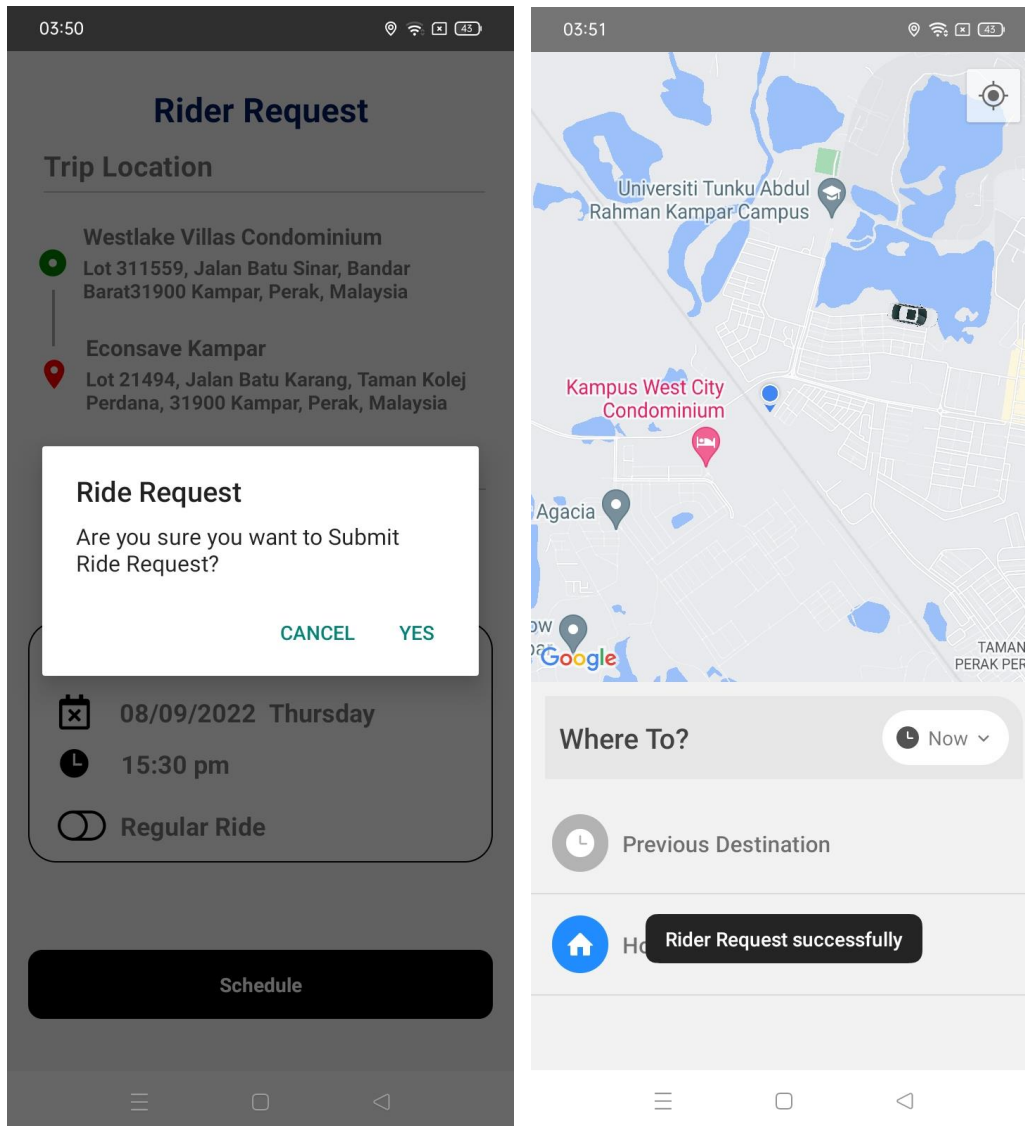 03:50
43
Rider Request
Trip Location
Westlake Villas Condominium
Lot 311559, Jalan Batu Sinar, Bandar
Barat31900 Kampar, Perak, Malaysia
Econsave Kampar
Lot 21494, Jalan Batu Karang, Taman Kolej
Perdana, 31900 Kampar, Perak, Malaysia
Ride Request
Are you sure you want to Submit
Ride Request?
CANCEL YES
08/09/2022 Thursday
15:30 pm
Regular Ride
Schedule
03:51
43
Universiti Tunku Abdul
Rahman Kampar Campus
Kampus West City
Condominium
Agacia
Google
TAMAN
PERAK PER
Where To?
Now
Previous Destination
Rider Request successfully